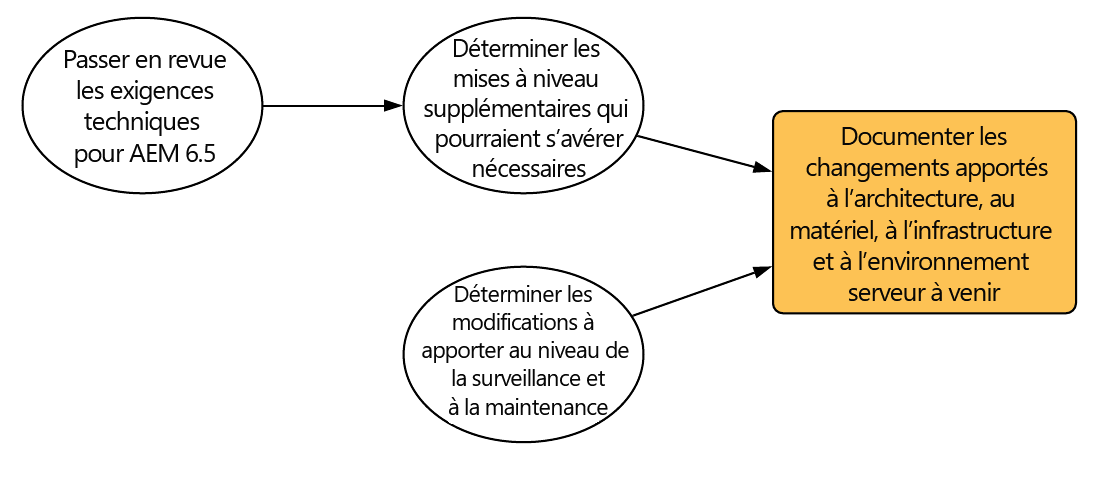 Passer en revue
les exigences
techniques
pour AEM 6.5
Déterminer les
mises à niveau
supplémentaires qui
pourraient s’avérer
nécessaires
Déterminer les
modifications à
apporter au niveau de
la surveillance et
à la maintenance
Documenter les
changements apportés
à l’architecture, au
matériel, à l’infrastructure
et à l’environnement
serveur à venir